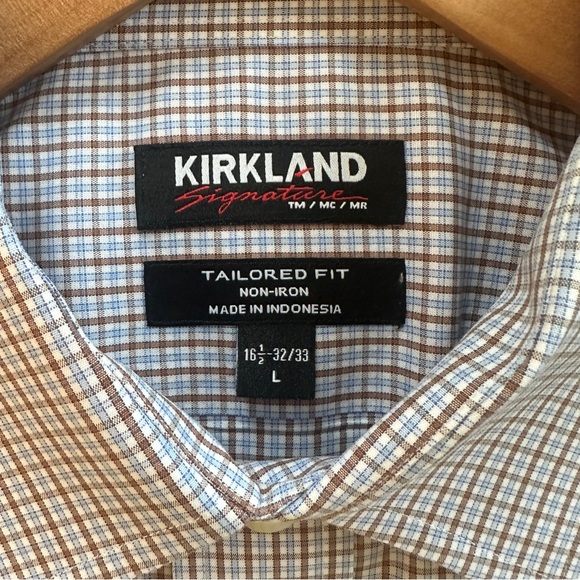 KIRKLAND
Signature
TM / MC / MR
TAILORED FIT
NON-IRON
MADE IN INDONESIA
16½-32/33
L